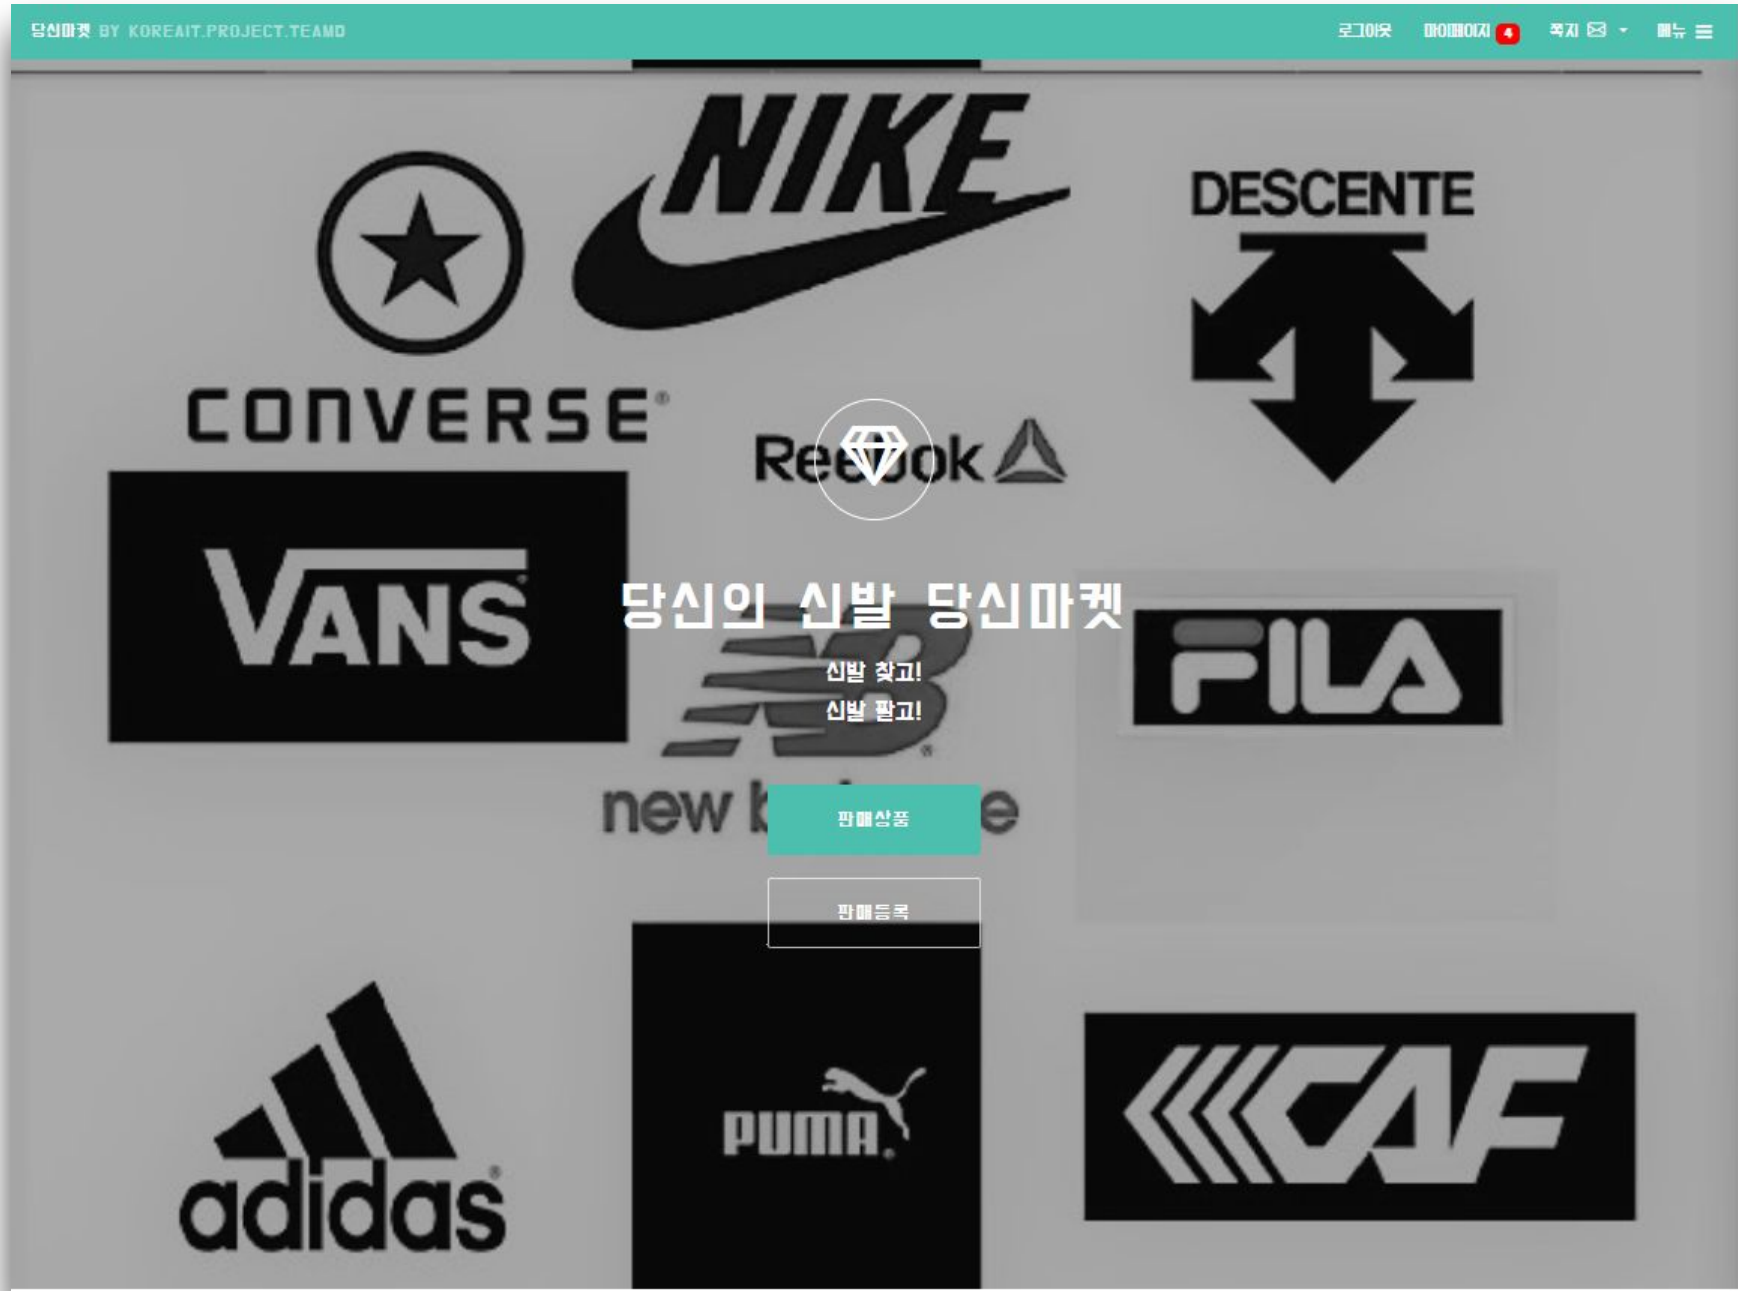 당신마켓 BY KOREAIT.PROJECT.TEAMD
로그아웃 마이페이지 4 쪽지 메뉴
NIKE
DESCENTE
CONVERSE®
Reebok
VANS
당신의 신발 당신마켓
FILA
신발 찾고!
신발 팔고!
®
new b e
판매상품
판매등록
CAF
PUMA®
adidas®